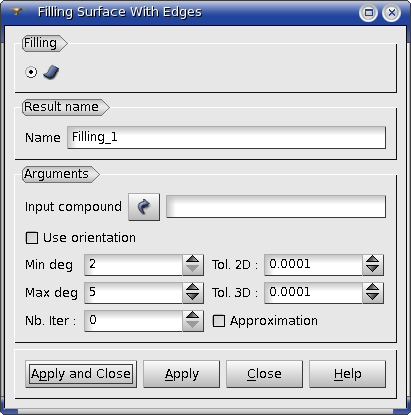 Filling Surface With Edges
Filling
Result name
Name Filling_1
Arguments
Input compound
Use orientation
Min deg 2 Tol. 2D : 0.0001
Max deg 5 Tol. 3D : 0.0001
Nb. Iter : 0 Approximation
Apply and Close Apply Close Help